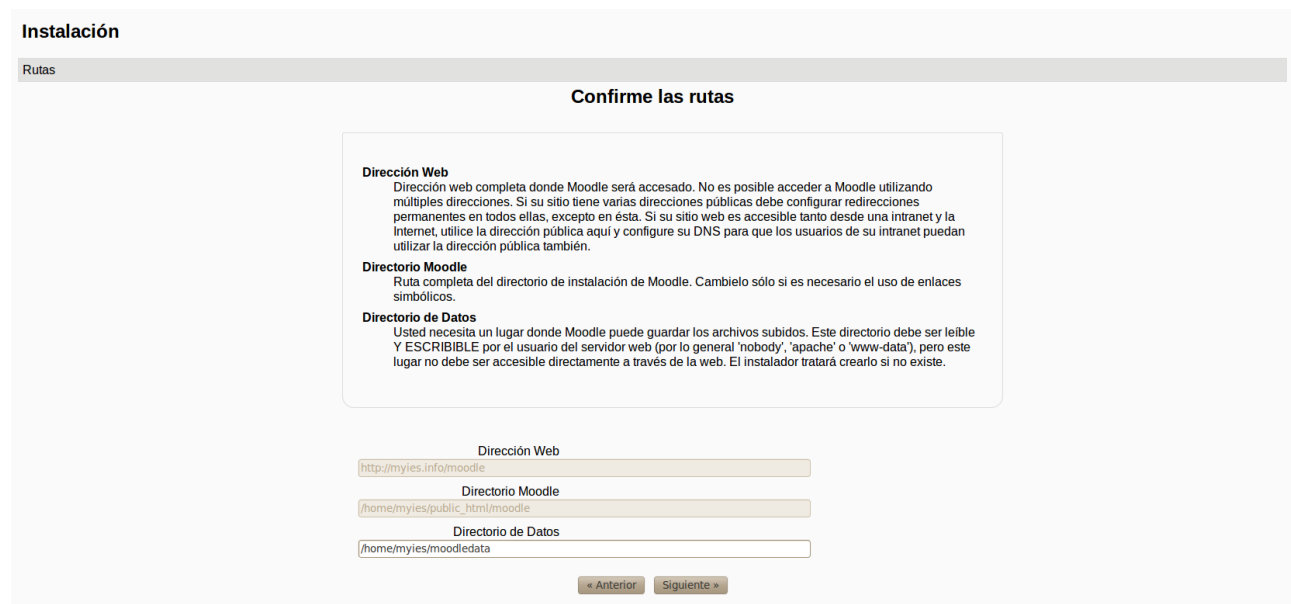 Instalación
Rutas
Confirme las rutas
Dirección Web
Dirección web completa donde Moodle será accesado. No es posible acceder a Moodle utilizando
múltiples direcciones. Si su sitio tiene varias direcciones públicas debe configurar redirecciones
permanentes en todos ellas, excepto en ésta. Si su sitio web es accesible tanto desde una intranet y la
Internet, utilice la dirección pública aquí y configure su DNS para que los usuarios de su intranet puedan
utilizar la dirección pública también.
Directorio Moodle
Ruta completa del directorio de instalación de Moodle. Cambielo sólo si es necesario el uso de enlaces
simbólicos.
Directorio de Datos
Usted necesita un lugar donde Moodle puede guardar los archivos subidos. Este directorio debe ser leíble
Y ESCRIBIBLE por el usuario del servidor web (por lo general 'nobody', 'apache' o 'www-data'), pero este
lugar no debe ser accesible directamente a través de la web. El instalador tratará crearlo si no existe.
Dirección Web
http://myies.info/moodle
Directorio Moodle
/home/myies/public_html/moodle
Directorio de Datos
/home/myies/moodledata
« Anterior Siguiente »